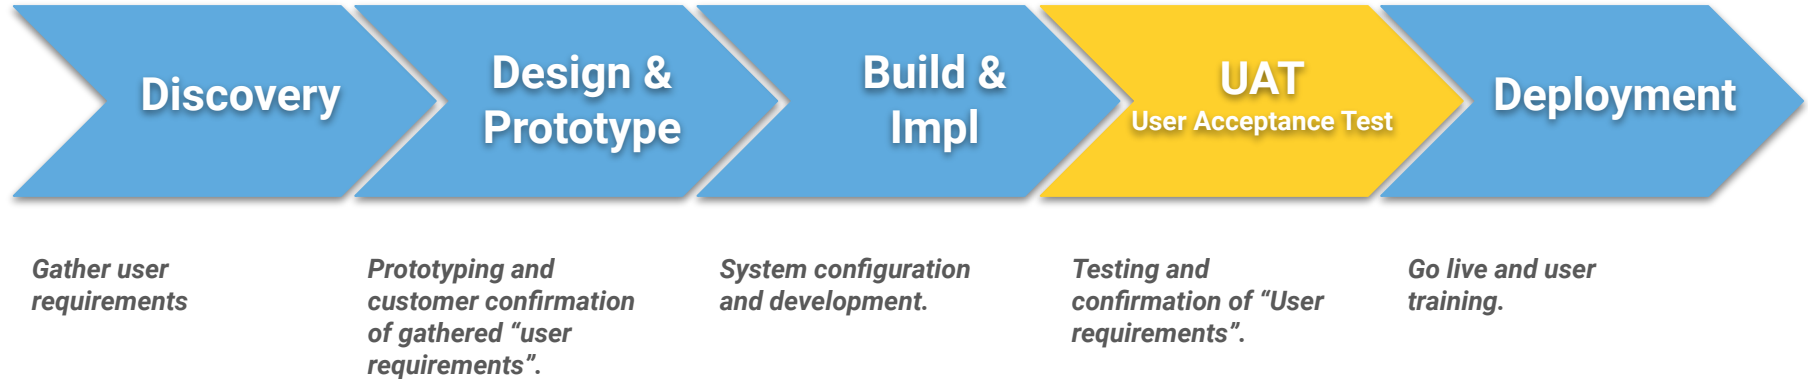 Discovery
Design &
Prototype
Build &
Impl
UAT
User Acceptance Test
Deployment
Gather user
requirements
Prototyping and
customer confirmation
of gathered “user
requirements”.
System configuration
and development.
Testing and
confirmation of “User
requirements”.
Go live and user
training.